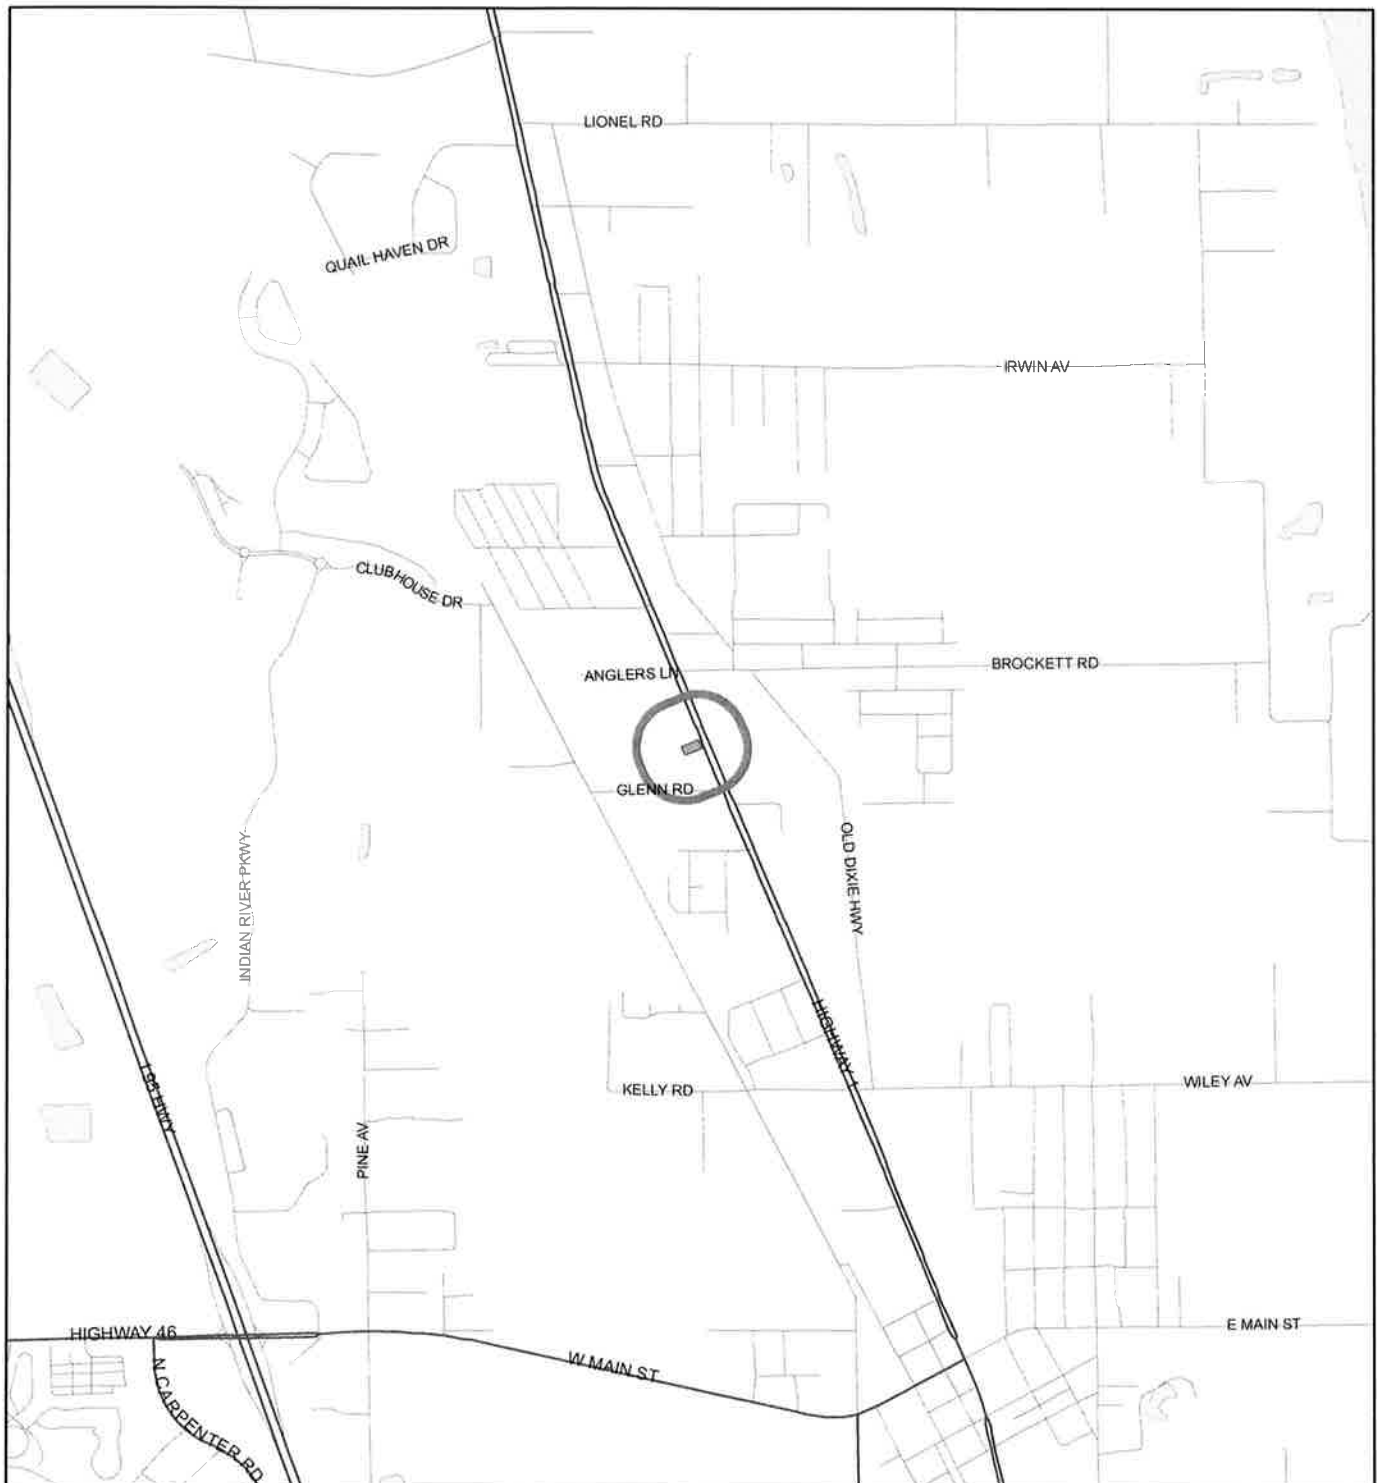 LIONEL RD
QUAIL HAVEN DR
IRWIN AV
CLUBHOUSE DR
ANGLERS LN
BROCKETT RD
GLENN RD
OLD DIXIE HWY
INDIAN RIVER PKWY
HIGHWAY 1
I 95 HWY
KELLY RD
WILEY AV
PINE AV
HIGHWAY 46
E MAIN ST
W MAIN ST
N CARPENTER RD